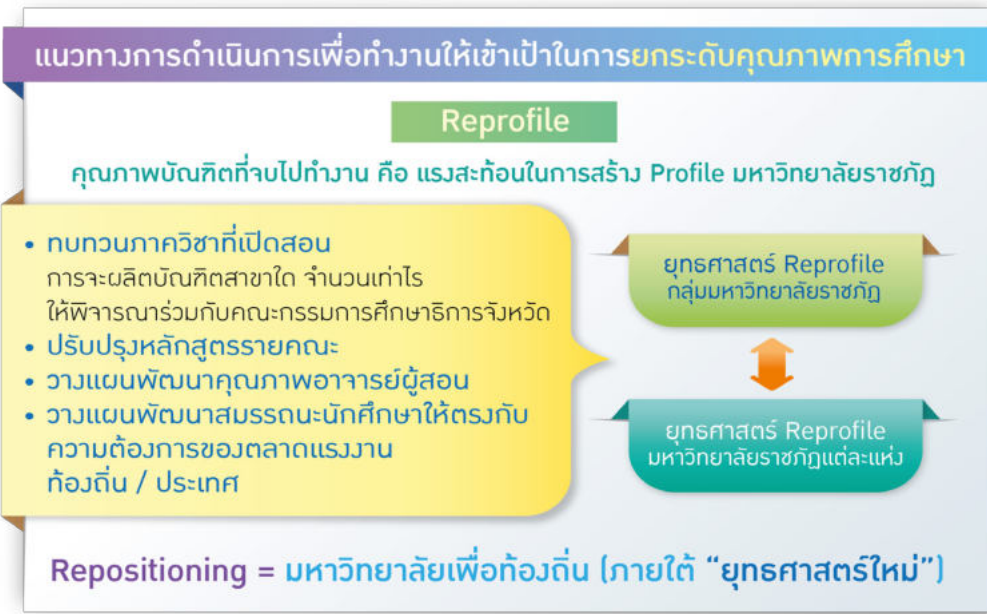 แนวทางการดำเนินการเพื่อทำงานให้เข้าเป้าในการยกระดับคุณภาพการศึกษา
Reprofile
คุณภาพบัณฑิตที่จบไปทำงาน คือ แรงสะท้อนในการสร้าง Profile มหาวิทยาลัยราชภัฏ
• ทบทวนภาควิชาที่เปิดสอน
การจะผลิตบัณฑิตสาขาใด จำนวนเท่าไร
ให้พิจารณาร่วมกับคณะกรรมการศึกษาธิการจังหวัด
• ปรับปรุงหลักสูตรรายคณะ
• วางแผนพัฒนาคุณภาพอาจารย์ผู้สอน
• วางแผนพัฒนาสมรรถนะนักศึกษาให้ตรงกับ
ความต้องการของตลาดแรงงาน
ท้องถิ่น / ประเทศ
ยุทธศาสตร์ Reprofile
กลุ่มมหาวิทยาลัยราชภัฏ
ยุทธศาสตร์ Reprofile
มหาวิทยาลัยราชภัฏแต่ละแห่ง
Repositioning = มหาวิทยาลัยเพื่อท้องถิ่น (ภายใต้ “ยุทธศาสตร์ใหม่”)